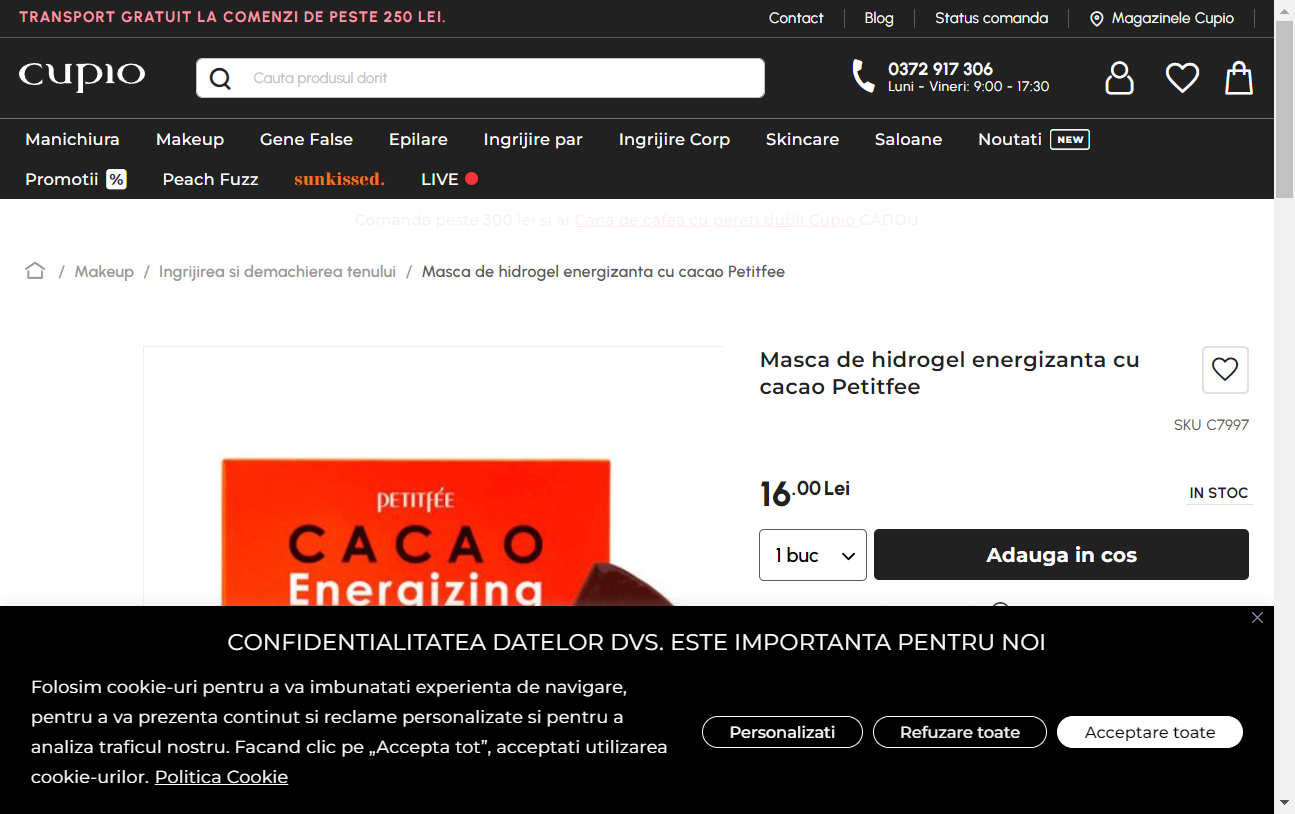 TRANSPORT GRATUIT LA COMENZI DE PESTE 250 LEI.
Contact
Blog
Status comanda
Magazinele Cupio
cupio
Cauta produsul dorit
0372 917 306
Luni - Vineri: 9:00 - 17:30
Manichiura
Makeup
Gene False
Epilare
Ingrijire par
Ingrijire Corp
Skincare
Saloane
Noutati NEW
Promotii %
Peach Fuzz
sunkissed.
LIVE
Comanda peste 300 lei si ai Cana de cafea cu pereti dubli Cupio CADOU
/ Makeup / Ingrijirea si demachierea tenului / Masca de hidrogel energizanta cu cacao Petitfee
Masca de hidrogel energizanta cu
cacao Petitfee
SKU C7997
16.00 Lei
IN STOC
1 buc
Adauga in cos
PETITFÉE
CACAO
Energizing
CONFIDENTIALITATEA DATELOR DVS. ESTE IMPORTANTA PENTRU NOI
Folosim cookie-uri pentru a va imbunatati experienta de navigare,
pentru a va prezenta continut si reclame personalizate si pentru a
analiza traficul nostru. Facand clic pe „Accepta tot”, acceptati utilizarea
cookie-urilor. Politica Cookie
Personalizati
Refuzare toate
Acceptare toate